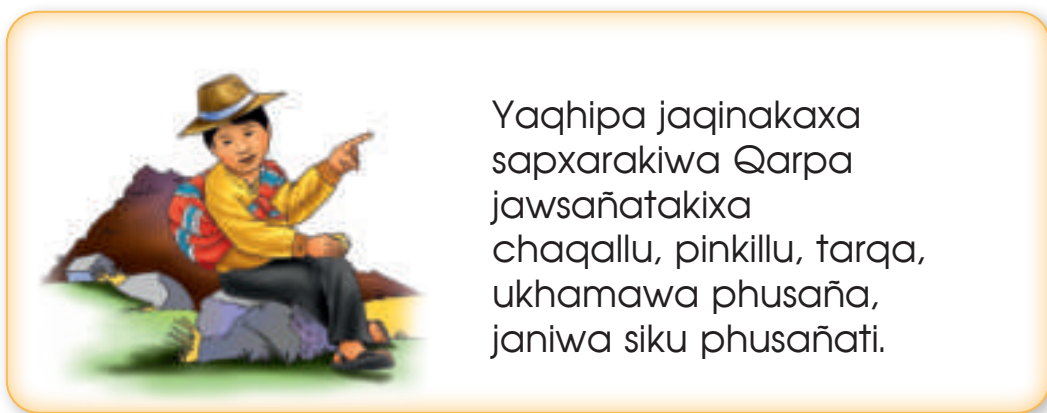 Yaqhipa jaqinakaxa
sapxarakiwa Qarpa
jawsañatakixa
chaqallu, pinkillu, tarqa,
ukhamawa phusaña,
janiwa siku phusañati.